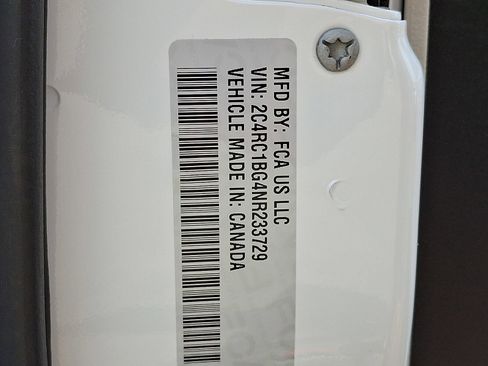 MFD BY: FCA US LLC
VIN: 2C4RC1BG4NR233729
VEHICLE MADE IN: CANADA